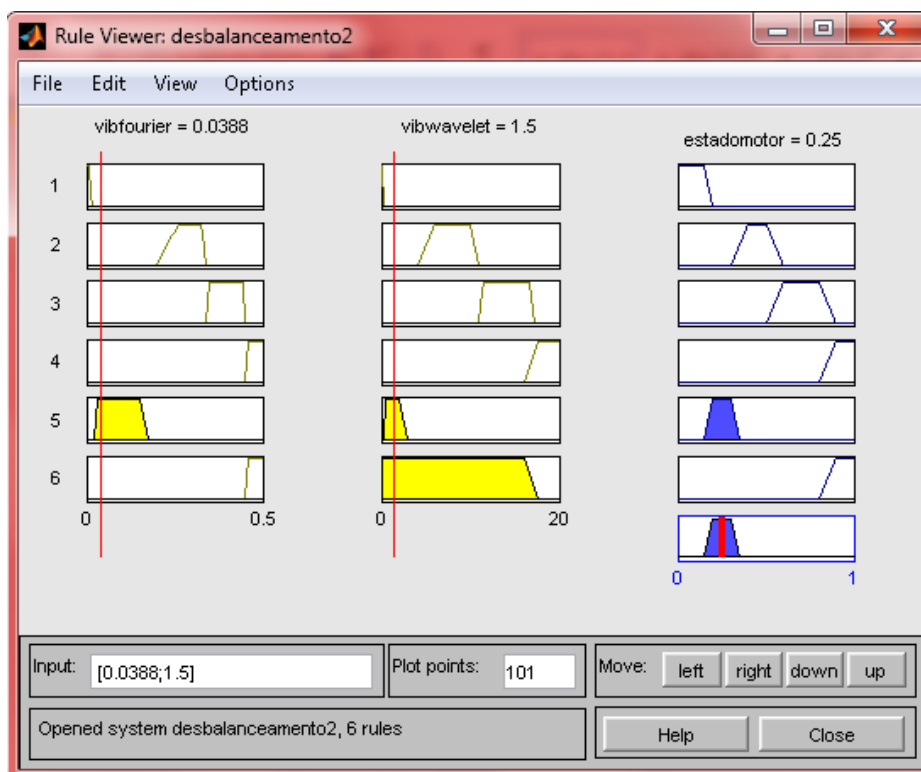 Rule Viewer: desbalanceamento2
File Edit View Options
vibfourier = 0.0388 vibwavelet = 1.5 estadomotor = 0.25
1
2
3
4
5
6
0 0.5 0 20
0 1
Input: [0.0388;1.5] Plot points: 101 Move: left right down up
Opened system desbalanceamento2, 6 rules Help Close